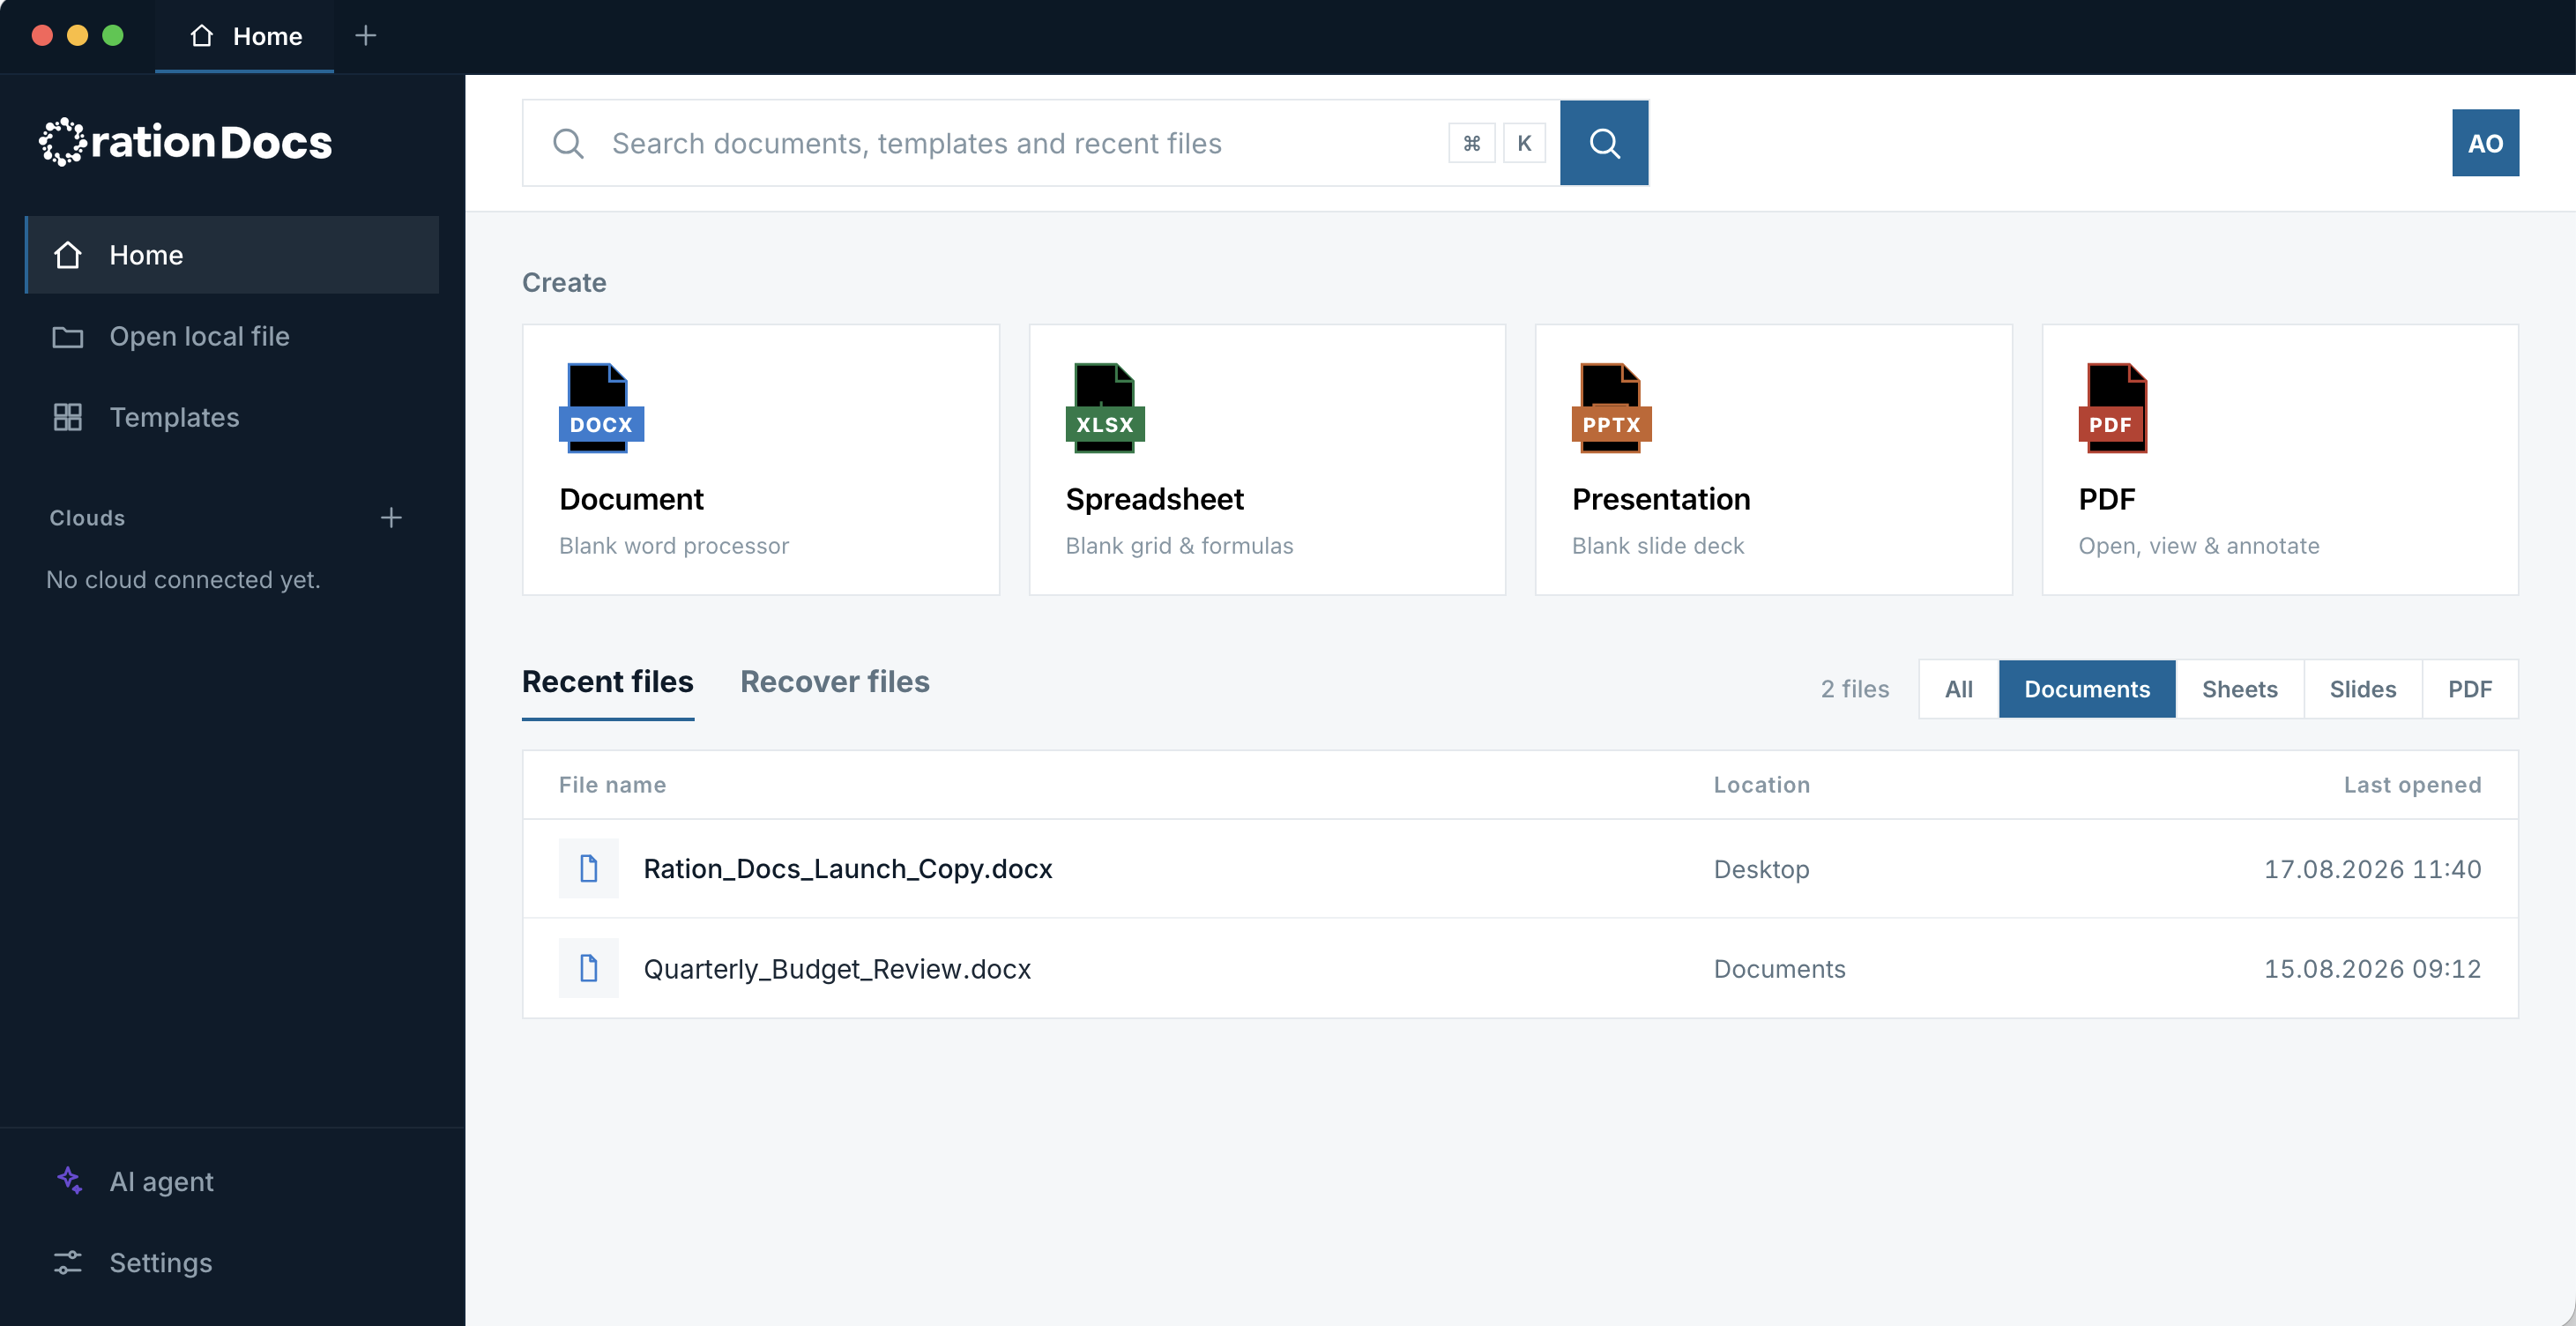 Home
rationDocs
Search documents, templates and recent files ⌘ K
AO
Home
Open local file
Templates
Clouds
No cloud connected yet.
AI agent
Settings
Create
DOCX
Document
Blank word processor
XLSX
Spreadsheet
Blank grid & formulas
PPTX
Presentation
Blank slide deck
PDF
PDF
Open, view & annotate
Recent files Recover files
2 files All Documents Sheets Slides PDF
File name Location Last opened
Ration_Docs_Launch_Copy.docx Desktop 17.08.2026 11:40
Quarterly_Budget_Review.docx Documents 15.08.2026 09:12